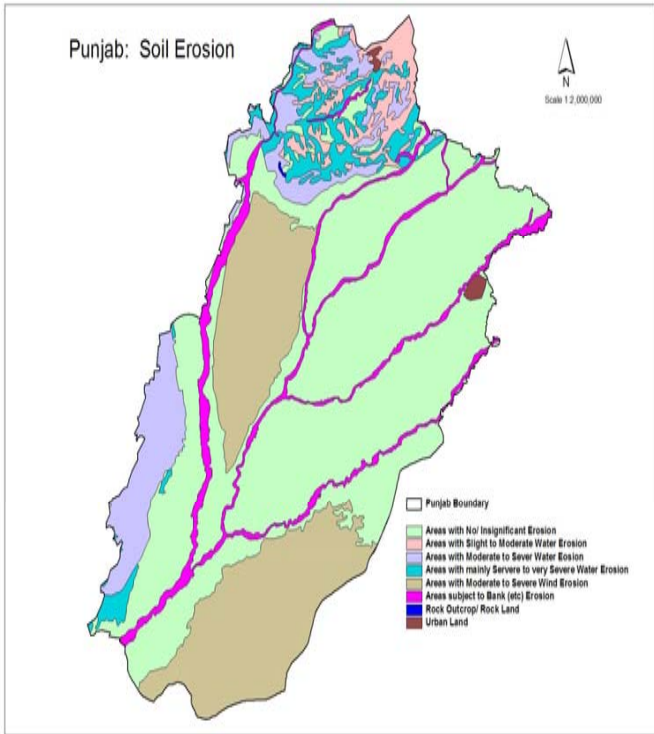 Punjab: Soil Erosion
N
Scale 1:2,000,000
Punjab Boundary
Areas with No/ Insignificant Erosion
Areas with Slight to Moderate Water Erosion
Areas with Moderate to Sever Water Eosion
Areas with mainly Servere to very Severe Water Erosion
Areas with Moderate to Severe Wind Erosion
Areas subject to Bank (etc) Erosion
Rock Outcrop/ Rock Land
Urban Land